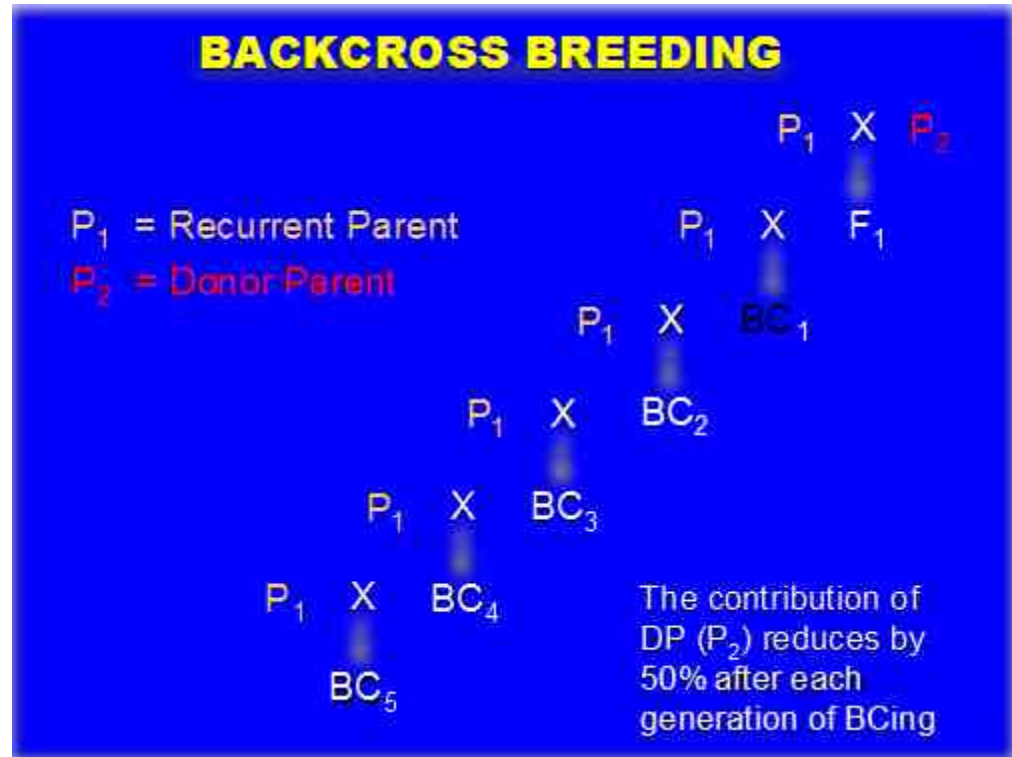 BACKCROSS BREEDING
P₁ X P₂
P₁ = Recurrent Parent
P₁ X F₁
P₂ = Donor Parent
P₁ X BC₁
P₁ X BC₂
P₁ X BC₃
P₁ X BC₄
BC₅
The contribution of
DP (P₂) reduces by
50% after each
generation of BCing